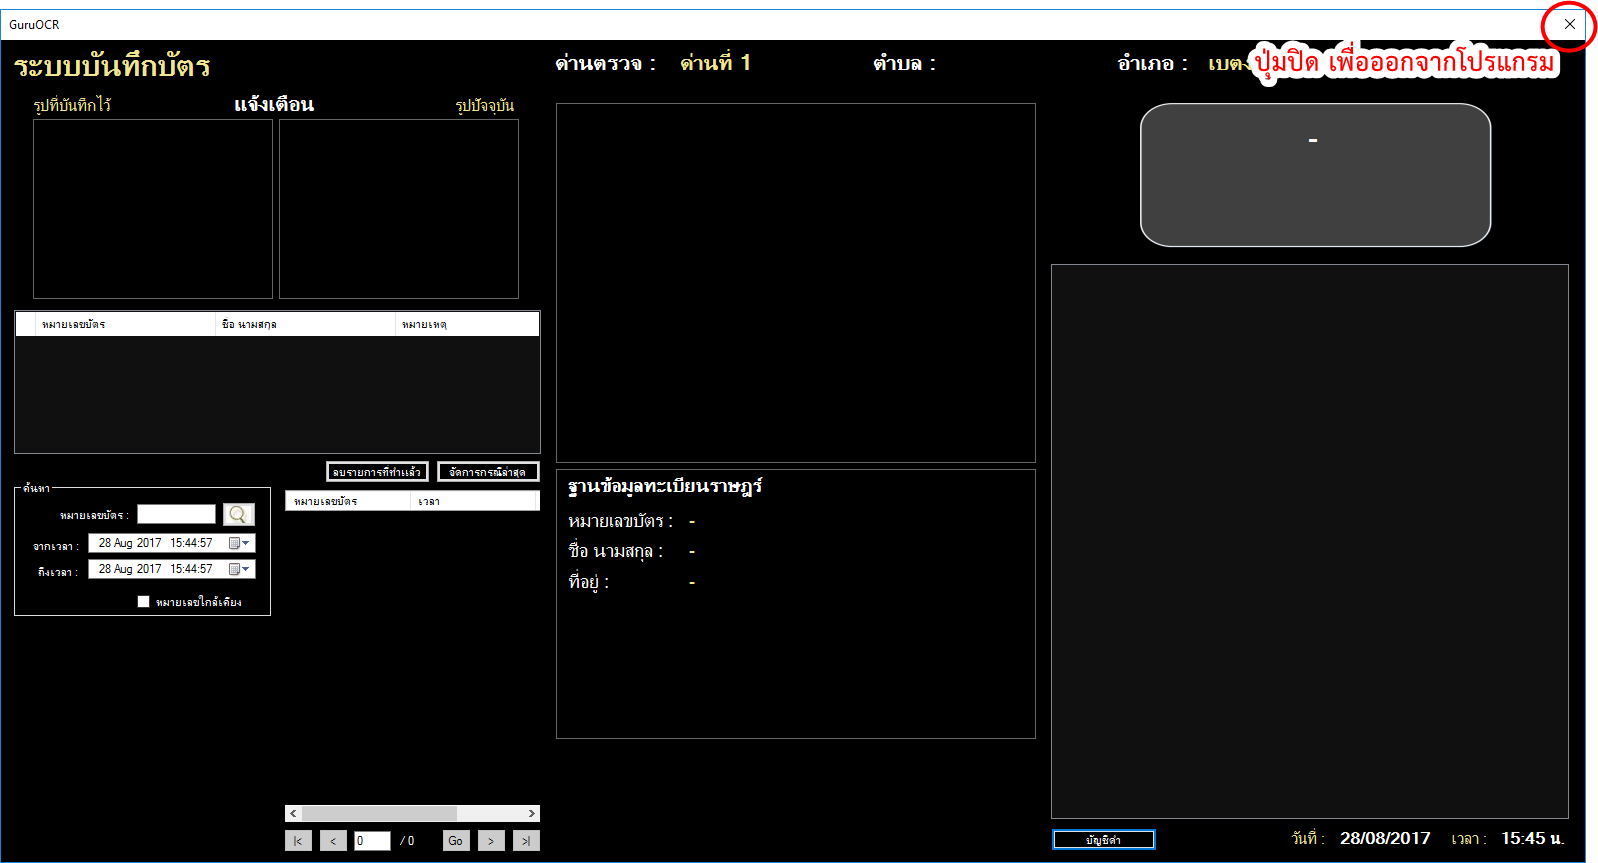 GuruOCR
ระบบบันทึกบัตร
ด่านตรวจ : ด่านที่ 1 ตำบล : อำเภอ : เบตง
ปุ่มปิด เพื่อออกจากโปรแกรม
รูปที่บันทึกไว้ แจ้งเตือน รูปปัจจุบัน
-
หมายเลขบัตร ชื่อ นามสกุล หมายเหตุ
ลบรายการที่ทำแล้ว จัดการกรณีล่าสุด
ค้นหา
หมายเลขบัตร :
จากเวลา : 28 Aug 2017 15:44:57
ถึงเวลา : 28 Aug 2017 15:44:57
หมายเลขใกล้เคียง
หมายเลขบัตร เวลา
|< < 0 / 0 Go > >|
ฐานข้อมูลทะเบียนราษฎร์
หมายเลขบัตร : -
ชื่อ นามสกุล : -
ที่อยู่ : -
บัญชีดำ วันที่ : 28/08/2017 เวลา : 15:45 น.